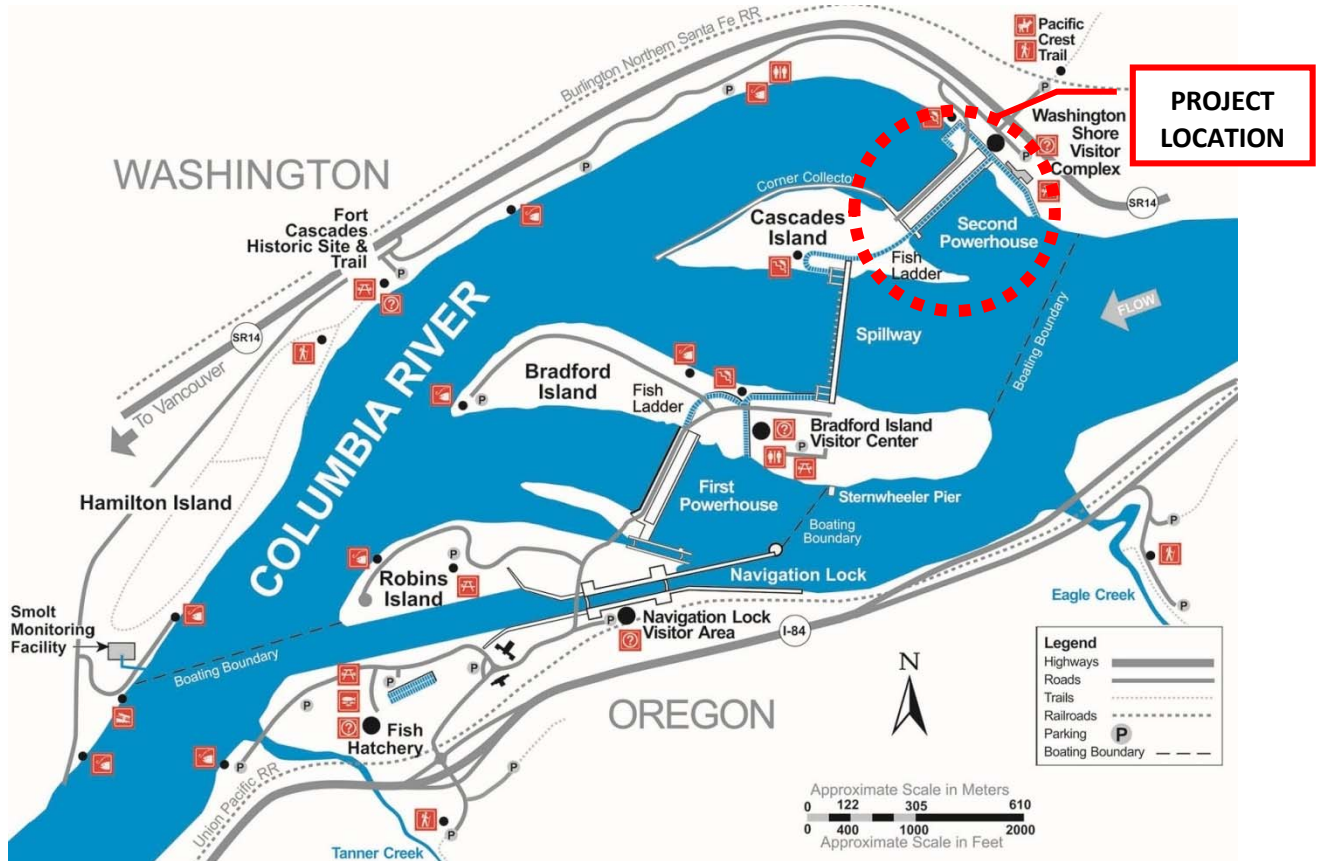 Pacific
Crest
Trail
Burlington Northern Santa Fe RR
P
P
PROJECT
LOCATION
Washington
Shore
Visitor
Complex
P
P
WASHINGTON
Corner Collector
SR14
Fort
Cascades
Historic Site &
Trail
P
Cascades
Island
Second
Powerhouse
Fish
Ladder
Boating Boundary
FLOW
SR14
To Vancouver
COLUMBIA RIVER
Spillway
Bradford
Island
P
Fish
Ladder
Bradford Island
Visitor Center
P
First
Powerhouse
Sternwheeler Pier
Boating
Boundary
Hamilton Island
P
P
Robins
Island
Navigation Lock
Eagle Creek
P
Smolt
Monitoring
Facility
Boating Boundary
P
Navigation Lock
Visitor Area
I-84
Legend
Highways
Roads
Trails
Railroads
Parking P
Boating Boundary
N
OREGON
P
P
P
Fish
Hatchery
P
Union Pacific RR
P
Tanner Creek
Approximate Scale in Meters
0 122 305 610
0 400 1000 2000
Approximate Scale in Feet